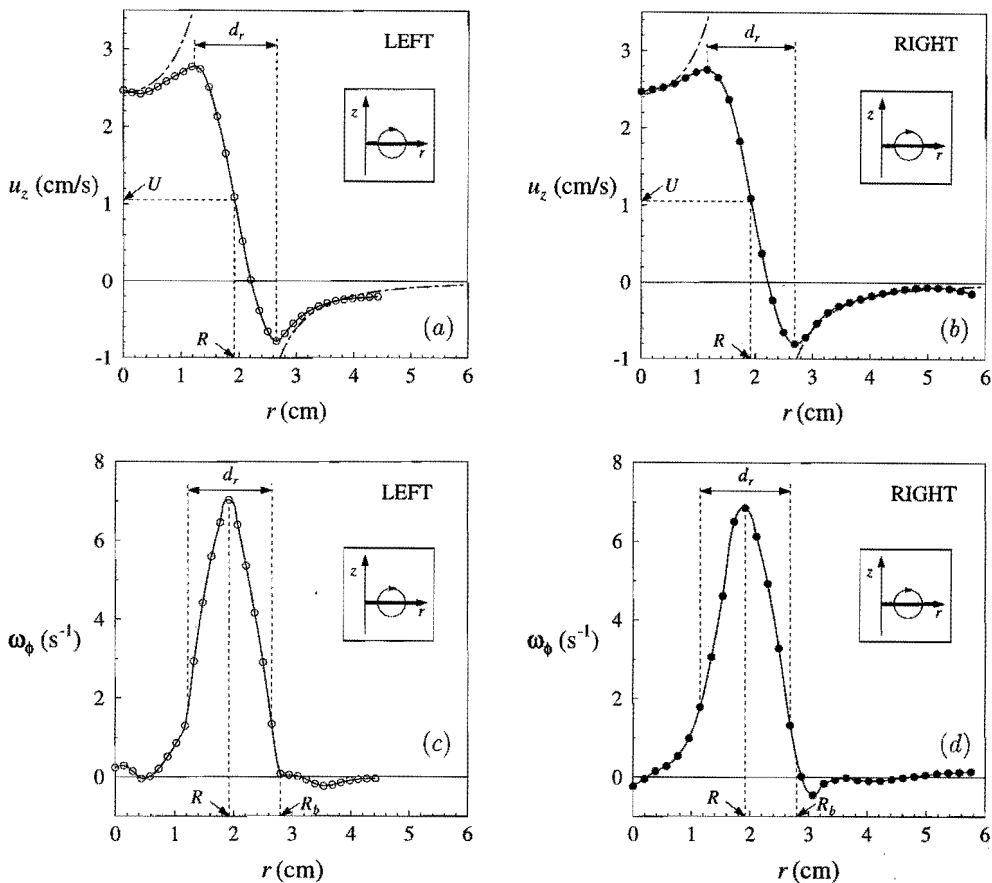 3
2
1
0
-1
u_z (cm/s)
d_r
LEFT
z
r
U
R
(a)
0 1 2 3 4 5 6
r (cm)
3
2
1
0
-1
u_z (cm/s)
d_r
RIGHT
z
r
U
R
(b)
0 1 2 3 4 5 6
r (cm)
8
6
4
2
0
ω_ϕ (s⁻¹)
d_r
LEFT
z
r
(c)
R
R_b
0 1 2 3 4 5 6
r (cm)
8
6
4
2
0
ω_ϕ (s⁻¹)
d_r
RIGHT
z
r
(d)
R
R_b
0 1 2 3 4 5 6
r (cm)